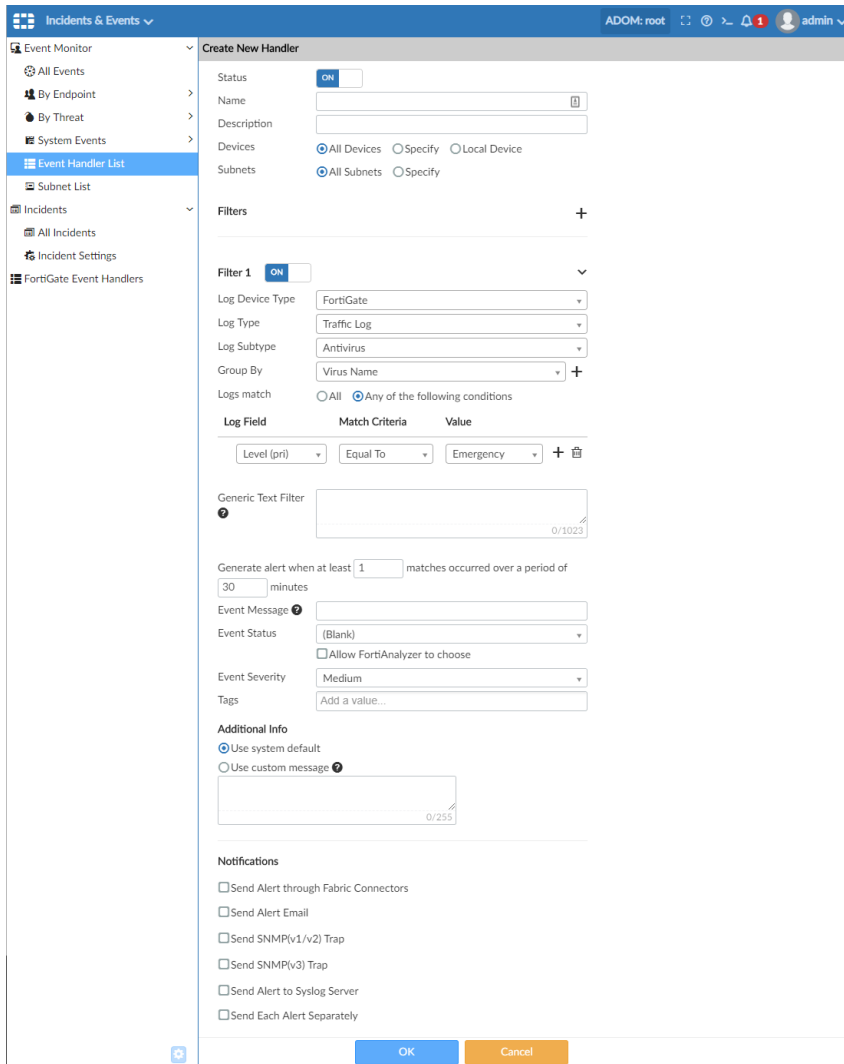 Incidents & Events
ADOM: root
1
admin
Event Monitor
All Events
By Endpoint
By Threat
System Events
Event Handler List
Subnet List
Incidents
All Incidents
Incident Settings
FortiGate Event Handlers
Create New Handler
Status ON
Name
Description
Devices All Devices Specify Local Device
Subnets All Subnets Specify
Filters
Filter 1 ON
Log Device Type FortiGate
Log Type Traffic Log
Log Subtype Antivirus
Group By Virus Name
Logs match All Any of the following conditions
Log Field Match Criteria Value
Level (pri) Equal To Emergency
Generic Text Filter
0/1023
Generate alert when at least 1 matches occurred over a period of
30 minutes
Event Message
Event Status (Blank)
Allow FortiAnalyzer to choose
Event Severity Medium
Tags Add a value...
Additional Info
Use system default
Use custom message
0/255
Notifications
Send Alert through Fabric Connectors
Send Alert Email
Send SNMP(v1/v2) Trap
Send SNMP(v3) Trap
Send Alert to Syslog Server
Send Each Alert Separately
OK Cancel